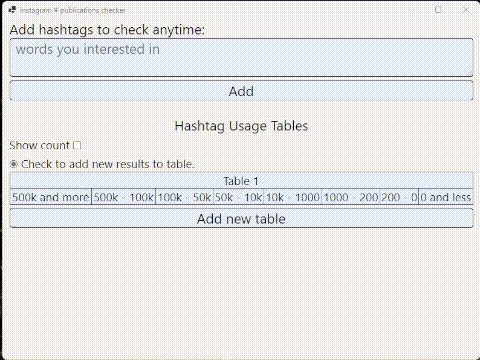 Instagram # publications checker
Add hashtags to check anytime:
words you interested in
Add
Hashtag Usage Tables
Show count
Check to add new results to table.
Table 1
500k and more 500k - 100k 100k - 50k 50k - 10k 10k - 1000 1000 - 200 200 - 0 0 and less
Add new table